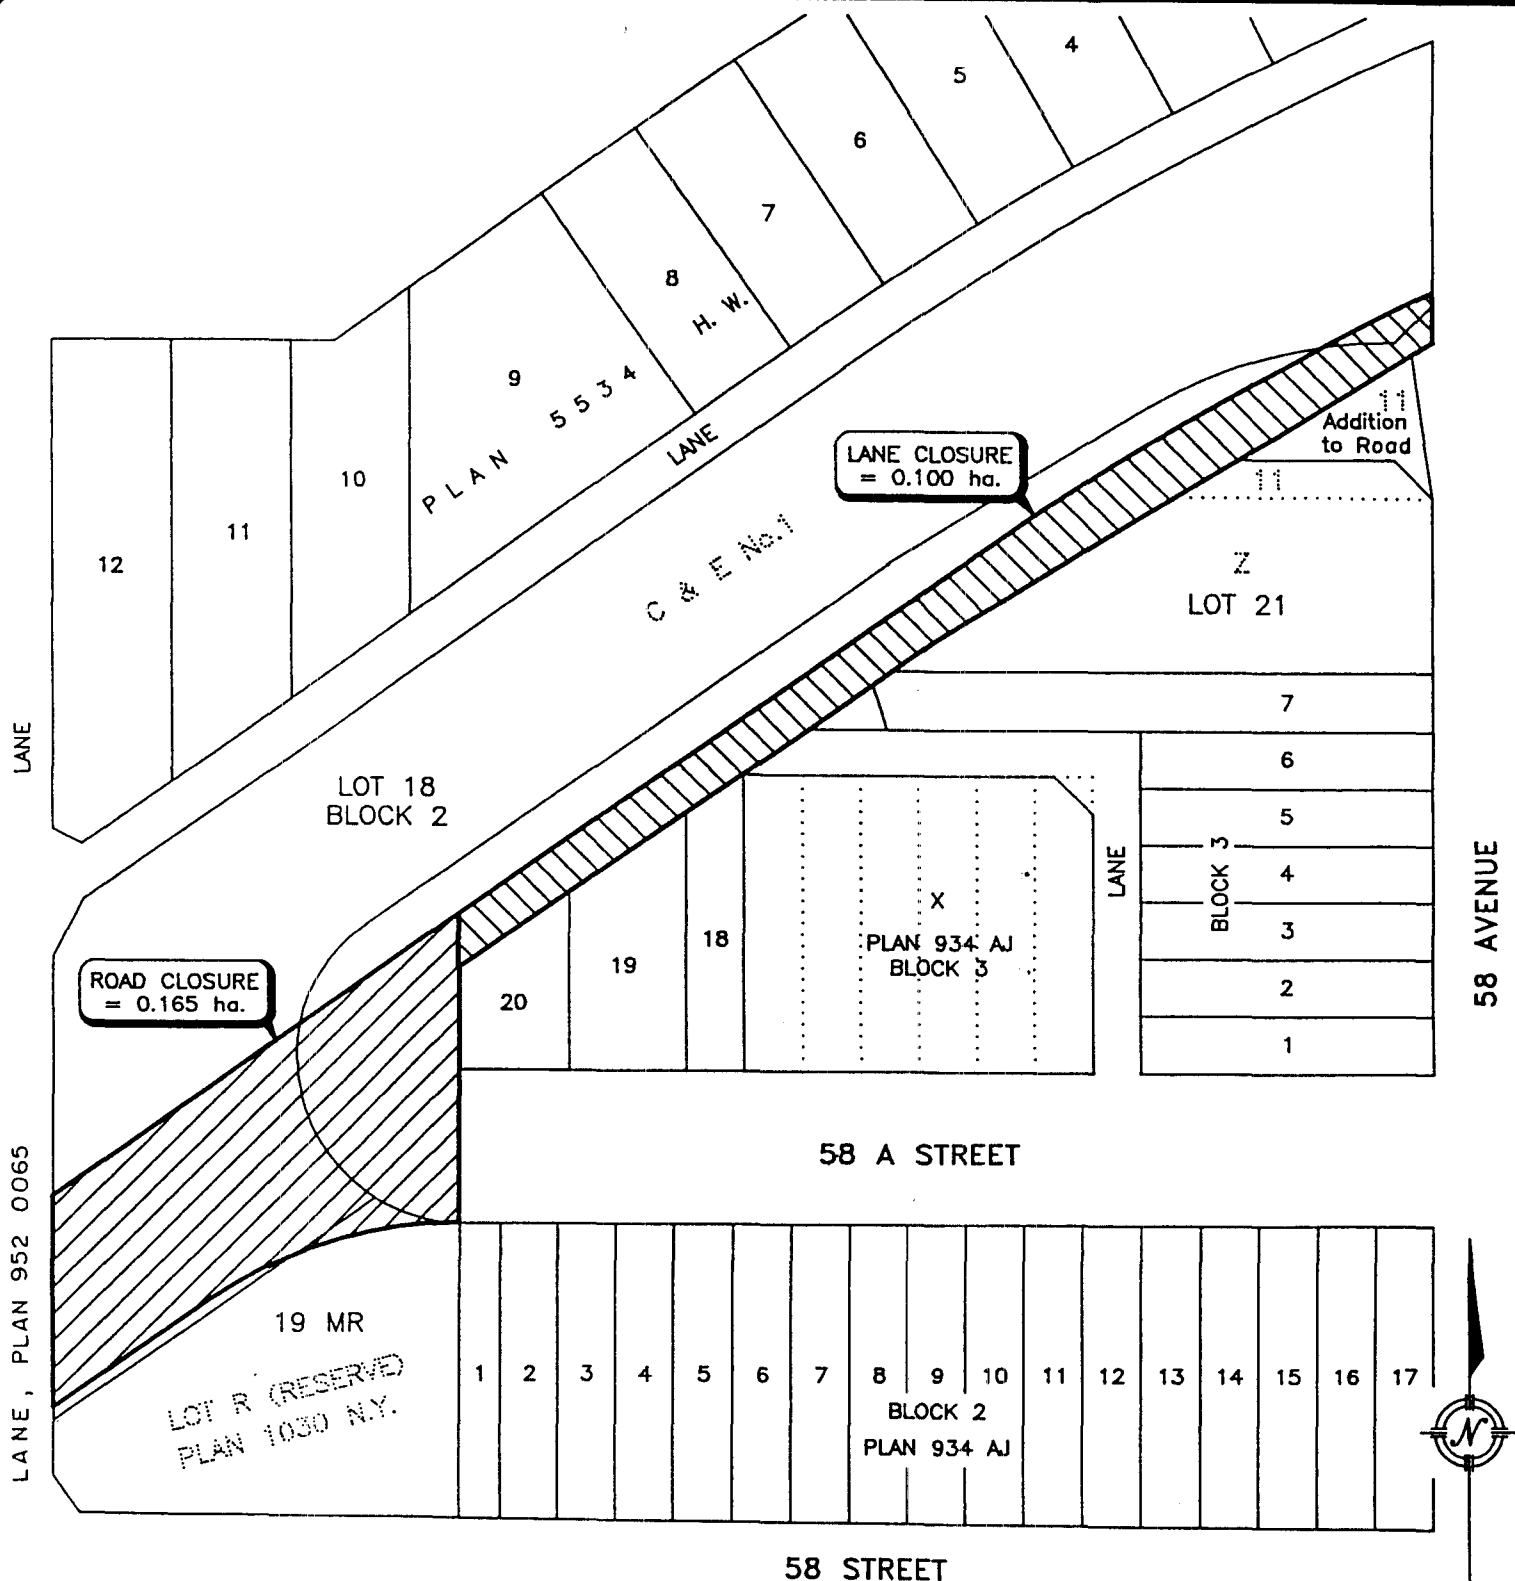 4
5
6
7
8
H. W.
9
PLAN 5534
10
11
12
LANE
LANE
LANE CLOSURE
= 0.100 ha.
11
Addition
to Road
11
C & E No.1
Z
LOT 21
7
6
5
4
3
2
1
BLOCK 3
LANE
58 AVENUE
LOT 18
BLOCK 2
X
PLAN 934 AJ
BLOCK 3
18
19
20
ROAD CLOSURE
= 0.165 ha.
58 A STREET
LANE, PLAN 952 0065
19 MR
LOT R (RESERVE)
PLAN 1030 N.Y.
1 2 3 4 5 6 7 8 9 10 11 12 13 14 15 16 17
BLOCK 2
PLAN 934 AJ
N
58 STREET